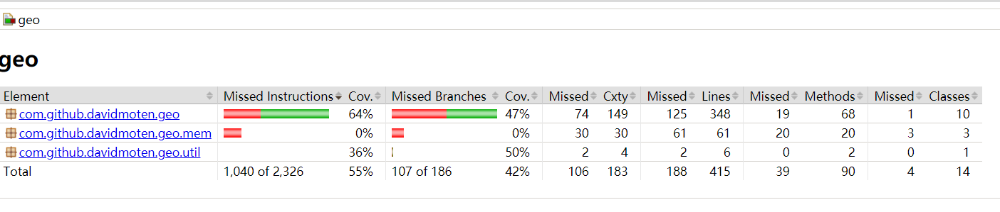 geo
geo
Element Missed Instructions Cov. Missed Branches Cov. Missed Cxty Missed Lines Missed Methods Missed Classes
com.github.davidmoten.geo 64% 47% 74 149 125 348 19 68 1 10
com.github.davidmoten.geo.mem 0% 0% 30 30 61 61 20 20 3 3
com.github.davidmoten.geo.util 36% 50% 2 4 2 6 0 2 0 1
Total 1,040 of 2,326 55% 107 of 186 42% 106 183 188 415 39 90 4 14